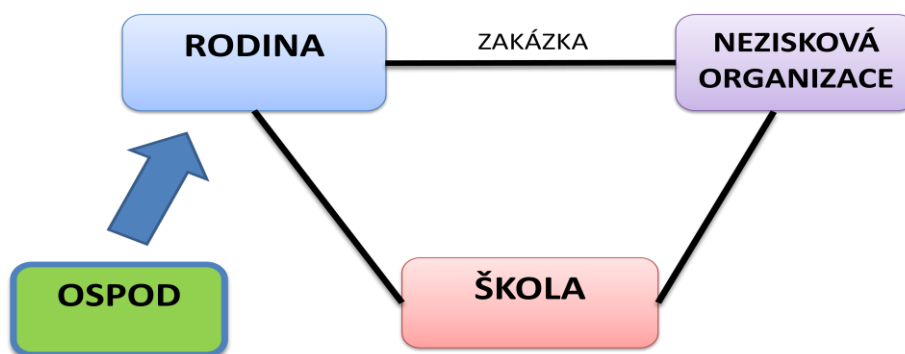 RODINA
ZAKÁZKA
NEZISKOVÁ
ORGANIZACE
OSPOD
ŠKOLA